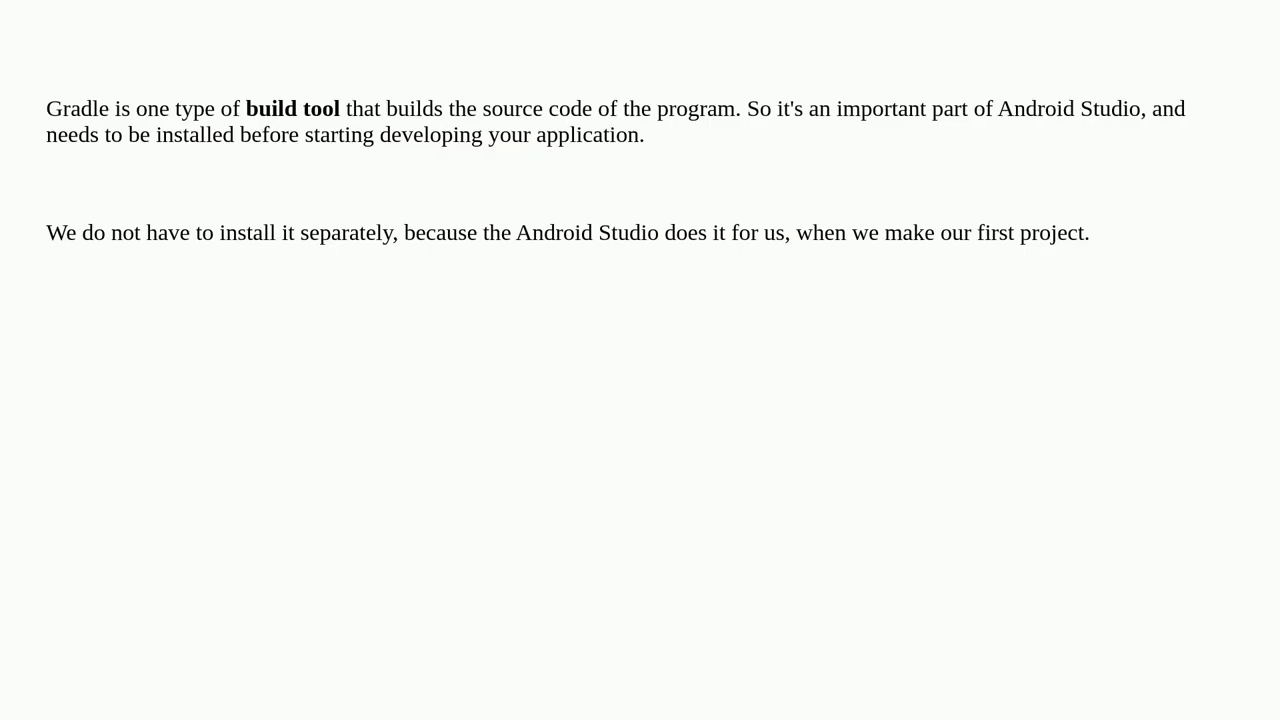 Gradle is one type of build tool that builds the source code of the program. So it's an important part of Android Studio, and
needs to be installed before starting developing your application.
We do not have to install it separately, because the Android Studio does it for us, when we make our first project.